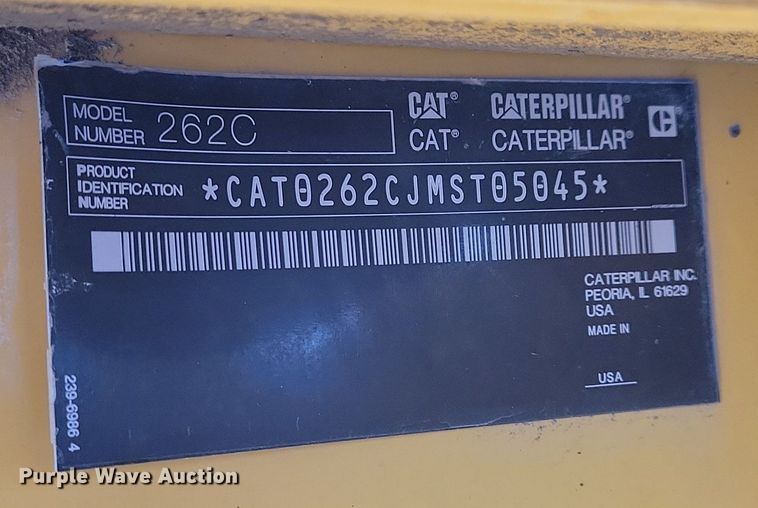 MODEL NUMBER 262C
CAT® CATERPILLAR®
CAT® CATERPILLAR®
PRODUCT IDENTIFICATION NUMBER *CAT0262CJMST05045*
CATERPILLAR INC.
PEORIA, IL 61629
USA
MADE IN
USA
239-6986 4
Purple Wave Auction